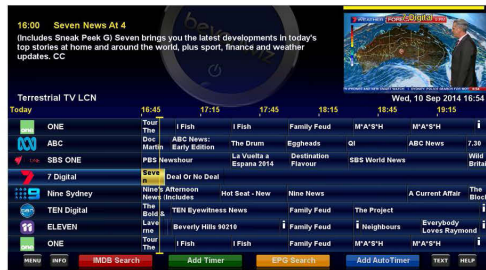 16:00 Seven News At 4
(Includes Sneak Peek G) Seven brings you the latest developments in today's
top stories at home and around the world, plus sport, finance and weather
updates. CC
WEATHER FORECAST
Digital
Terrestrial TV LCN
Wed, 10 Sep 2014 16:54
Today 16:45 17:15 17:45 18:15 18:45 19:15
ONE Tour The I Fish I Fish Family Feud M*A*S*H M*A*S*H i
ABC Doc Martin ABC News: Early Edition The Drum Eggheads QI ABC News 7.30
SBS ONE PBS Newshour La Vuelta a Espana 2014 Destination Flavour SBS World News Wild Britai
7 Digital Seve n Deal Or No Deal
Nine Sydney Nine's Afternoon News (Includes Hot Seat - New Nine News A Current Affair The Block
TEN Digital The Bold & TEN Eyewitness News Family Feud The Project
ELEVEN Lave rne Beverly Hills 90210 i Family Feud i Neighbours Everybody Loves Raymond i
ONE Tour The I Fish I Fish Family Feud M*A*S*H M*A*S*H i
MENU INFO IMDB Search Add Timer EPG Search Add AutoTimer TEXT HELP